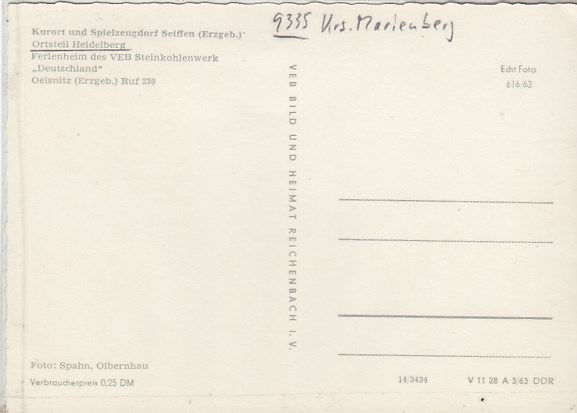 9335 Krs. Marienberg
Kurort und Spielzeugdorf Seiffen (Erzgeb.)
Ortsteil Heidelberg
Ferienheim des VEB Steinkohlenwerk
„Deutschland"
Oelsnitz (Erzgeb.) Ruf 230
Echt Foto
616/63
VEB BILD UND HEIMAT REICHENBACH I. V.
Foto: Spahn, Olbernhau
Verbraucherpreis 0,25 DM
14/3434
V 11 28 A 3/63 DDR